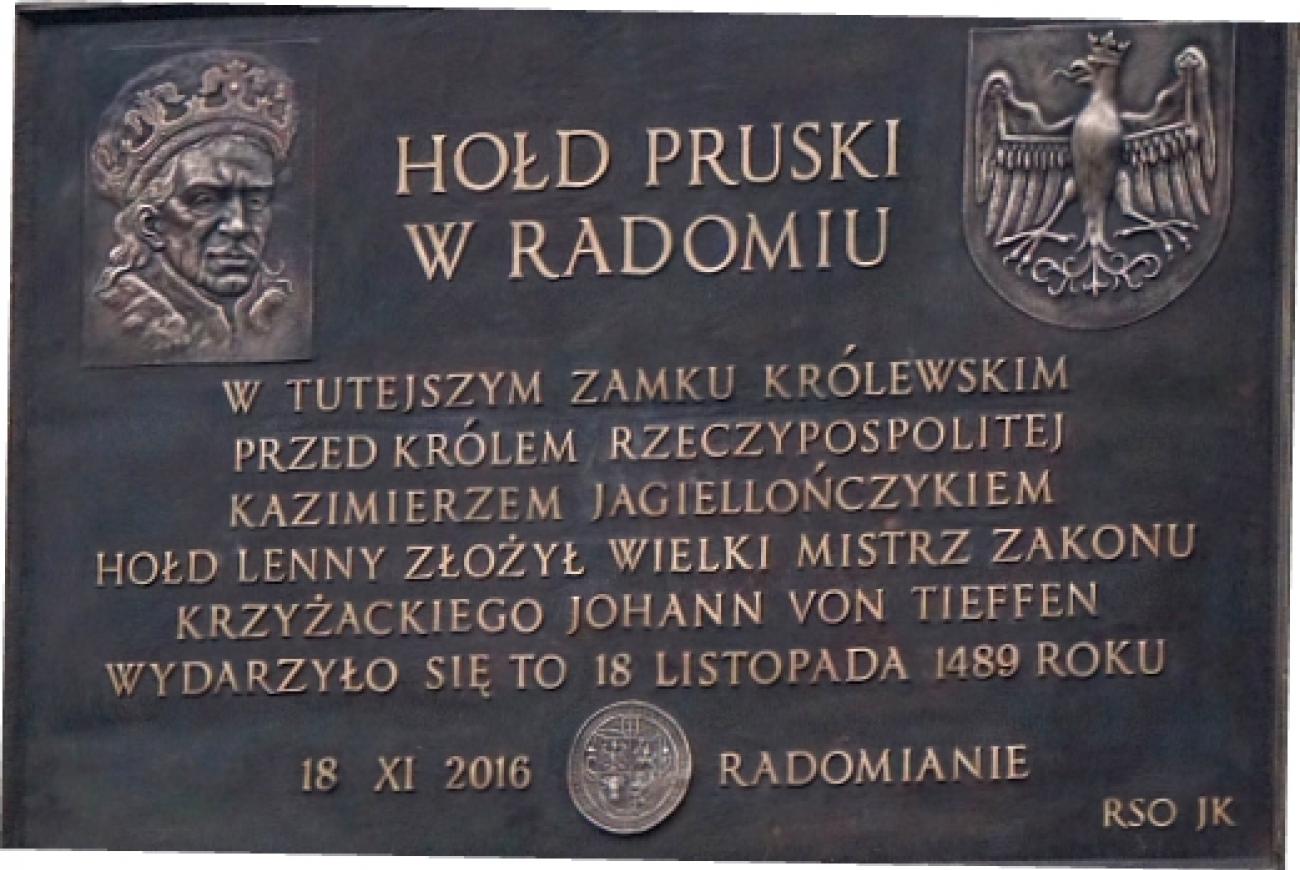 HOŁD PRUSKI
W RADOMIU
W TUTEJSZYM ZAMKU KRÓLEWSKIM
PRZED KRÓLEM RZECZYPOSPOLITEJ
KAZIMIERZEM JAGIELLOŃCZYKIEM
HOŁD LENNY ZŁOŻYŁ WIELKI MISTRZ ZAKONU
KRZYŻACKIEGO JOHANN VON TIEFFEN
WYDARZYŁO SIĘ TO 18 LISTOPADA 1489 ROKU
18 XI 2016 RADOMIANIE
RSO JK